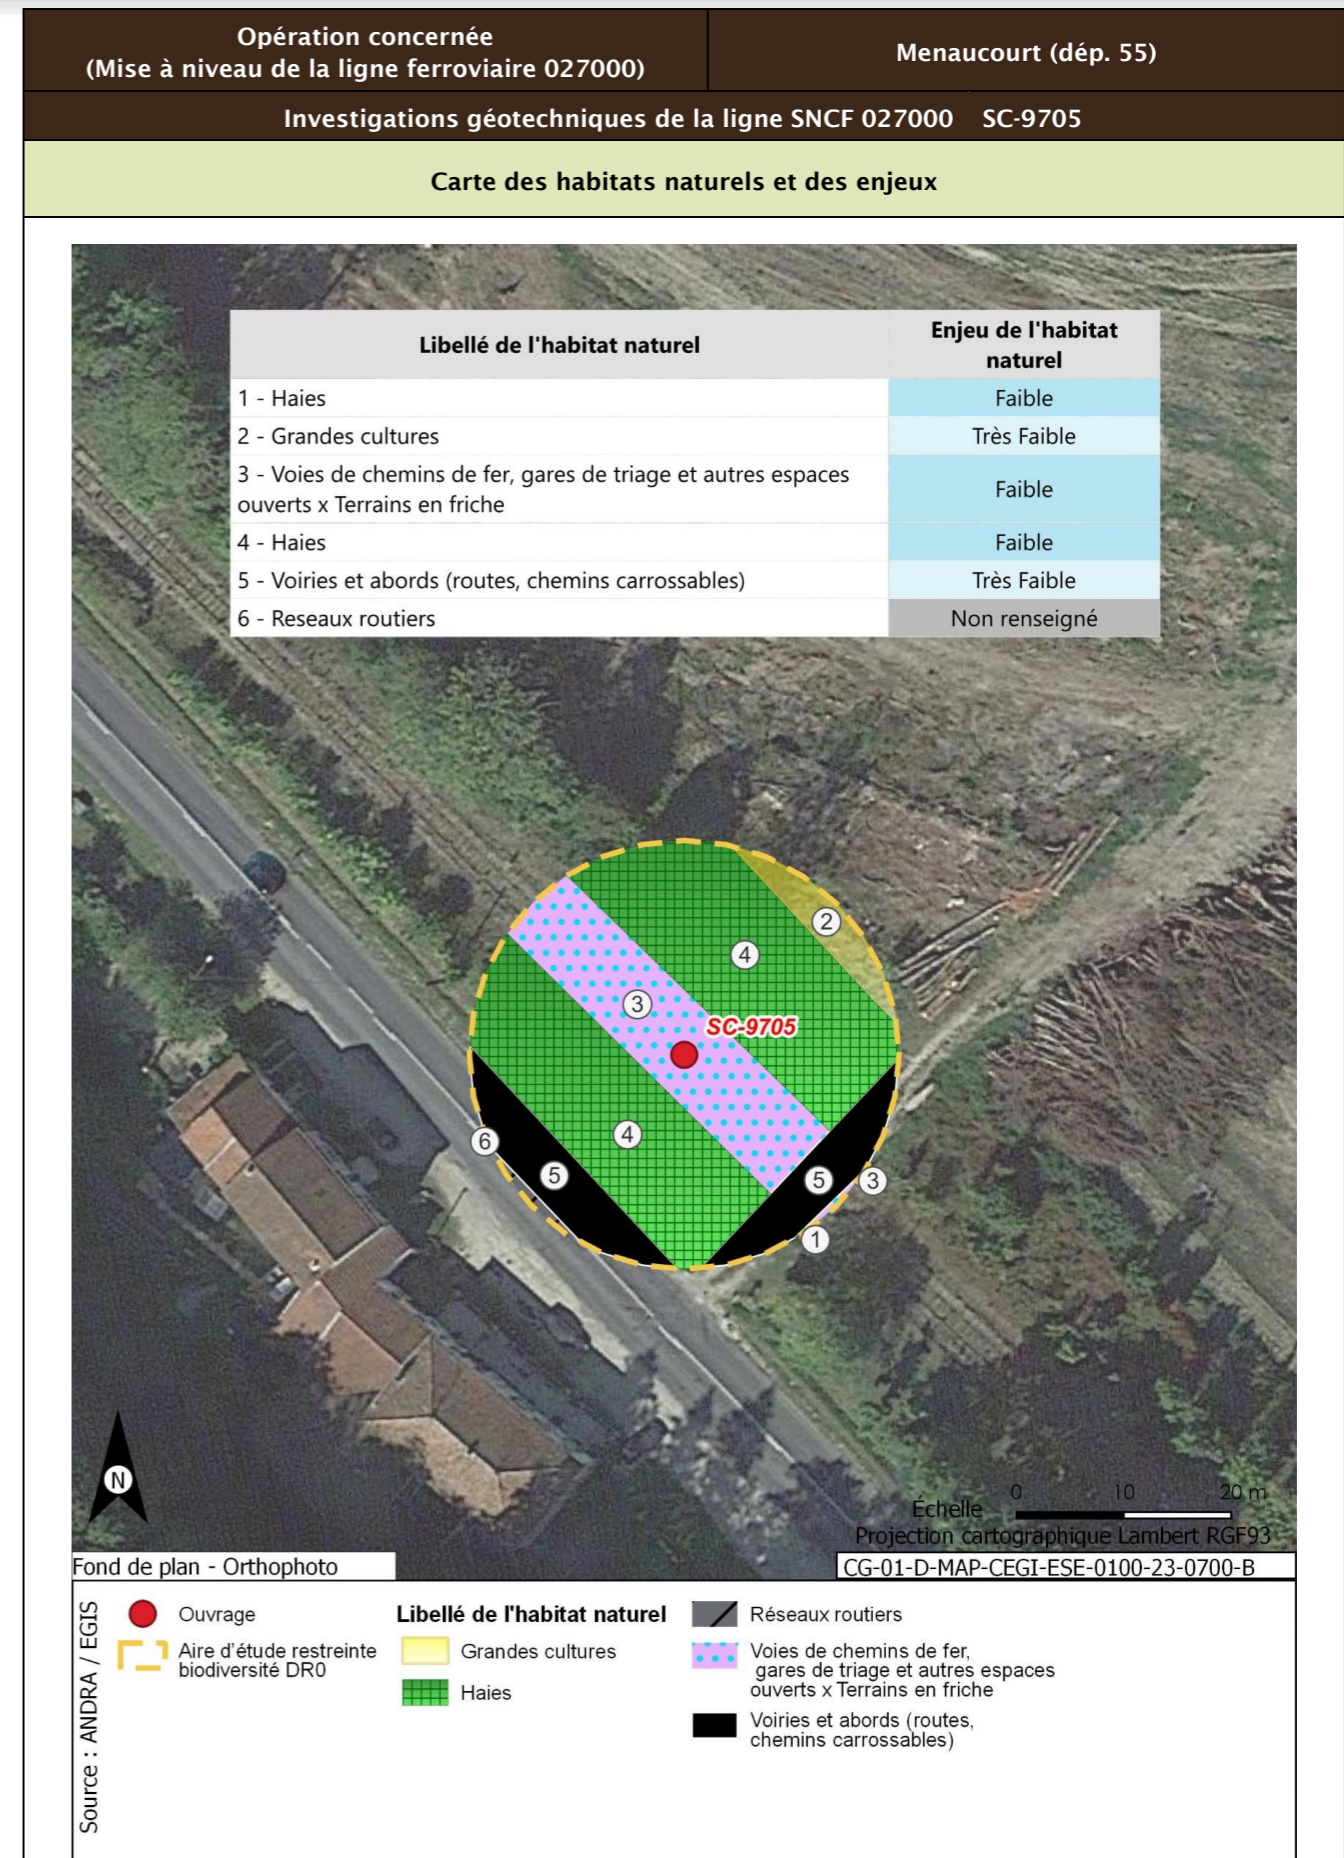 Opération concernée
(Mise à niveau de la ligne ferroviaire 027000)
Menaucourt (dép. 55)
Investigations géotechniques de la ligne SNCF 027000 SC-9705
Carte des habitats naturels et des enjeux
Libellé de l'habitat naturel
Enjeu de l'habitat
naturel
1 - Haies
Faible
2 - Grandes cultures
Très Faible
3 - Voies de chemins de fer, gares de triage et autres espaces
ouverts x Terrains en friche
Faible
4 - Haies
Faible
5 - Voiries et abords (routes, chemins carrossables)
Très Faible
6 - Reseaux routiers
Non renseigné
2
4
3
SC-9705
4
6
5
5
3
1
N
Échelle
0 10 20 m
Projection cartographique Lambert RGF93
Fond de plan - Orthophoto
CG-01-D-MAP-CEGI-ESE-0100-23-0700-B
Source : ANDRA / EGIS
Ouvrage
Aire d'étude restreinte
biodiversité DR0
Libellé de l'habitat naturel
Grandes cultures
Haies
Réseaux routiers
Voies de chemins de fer,
gares de triage et autres espaces
ouverts x Terrains en friche
Voiries et abords (routes,
chemins carrossables)